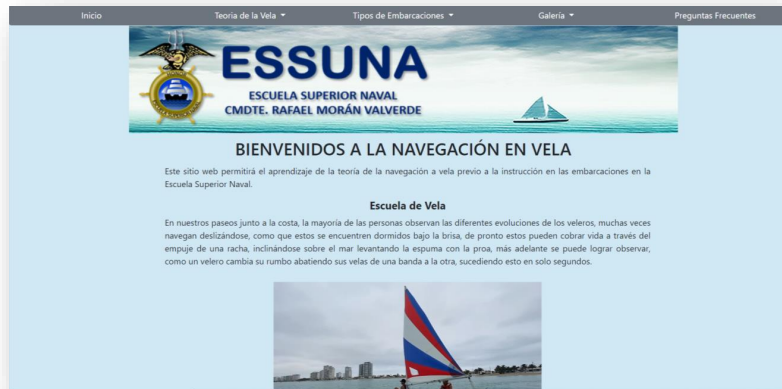 Inicio
Teoria de la Vela
Tipos de Embarcaciones
Galería
Preguntas Frecuentes
ESSUNA
ESCUELA SUPERIOR NAVAL
CMDTE. RAFAEL MORÁN VALVERDE
BIENVENIDOS A LA NAVEGACIÓN EN VELA
Este sitio web permitirá el aprendizaje de la teoría de la navegación a vela previo a la instrucción en las embarcaciones en la
Escuela Superior Naval.
Escuela de Vela
En nuestros paseos junto a la costa, la mayoría de las personas observan las diferentes evoluciones de los veleros, muchas veces
navegan deslizándose, como que estos se encuentren dormidos bajo la brisa, de pronto estos pueden cobrar vida a través del
empuje de una racha, inclinándose sobre el mar levantando la espuma con la proa, más adelante se puede lograr observar,
como un velero cambia su rumbo abatiendo sus velas de una banda a la otra, sucediendo esto en solo segundos.